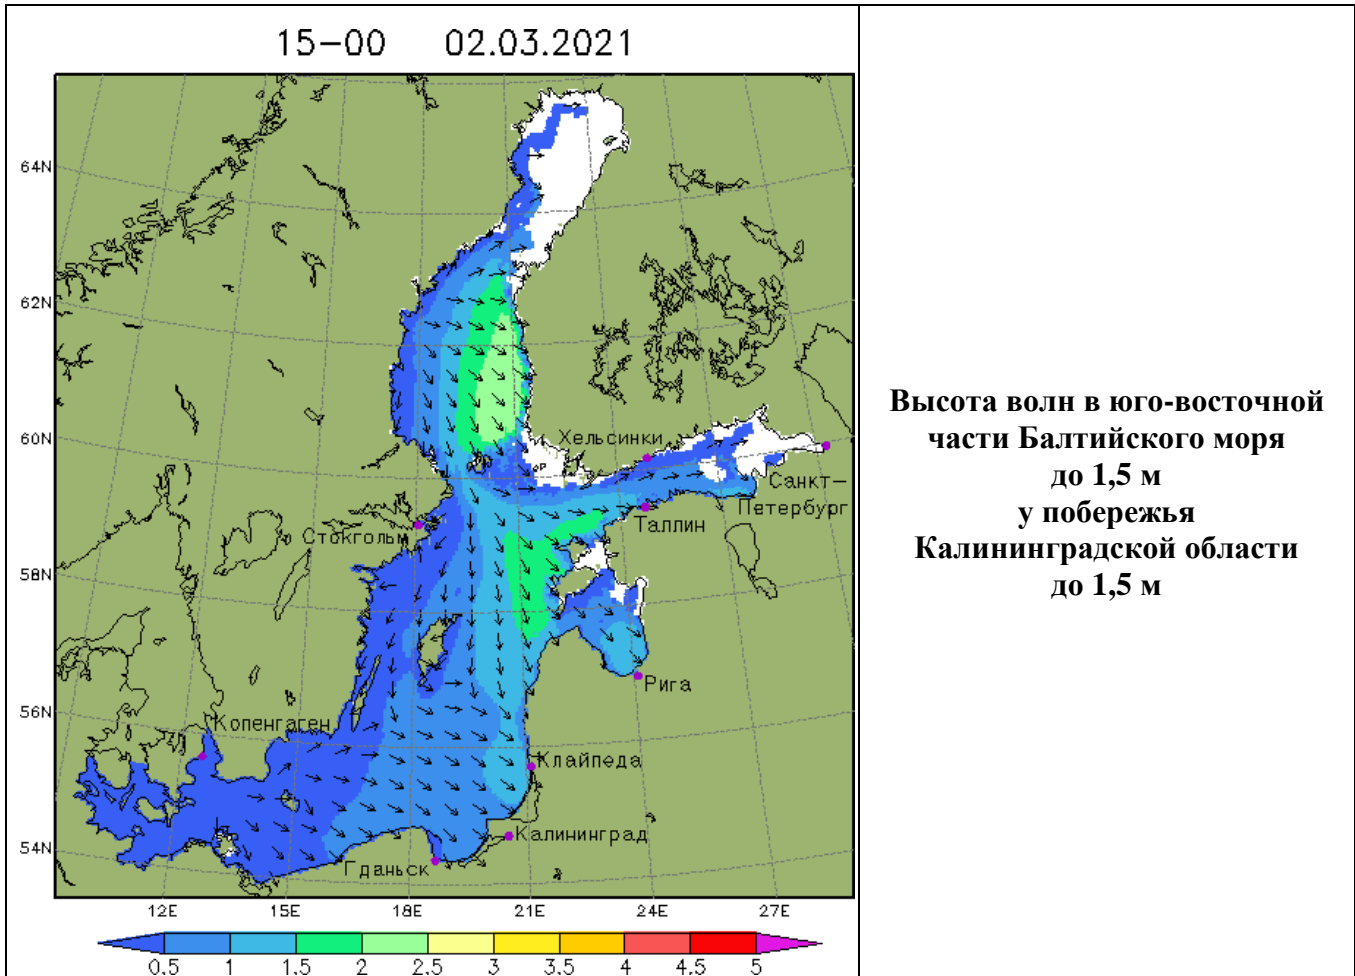 15-00 02.03.2021
64N
62N
60N
58N
56N
54N
Хельсинки
Санкт-
Петербург
Таллин
Стокгольм
Рига
Копенгаген
Клайпеда
Калининград
Гданьск
12E 15E 18E 21E 24E 27E
0.5 1 1.5 2 2.5 3 3.5 4 4.5 5
Высота волн в юго-восточной
части Балтийского моря
до 1,5 м
у побережья
Калининградской области
до 1,5 м